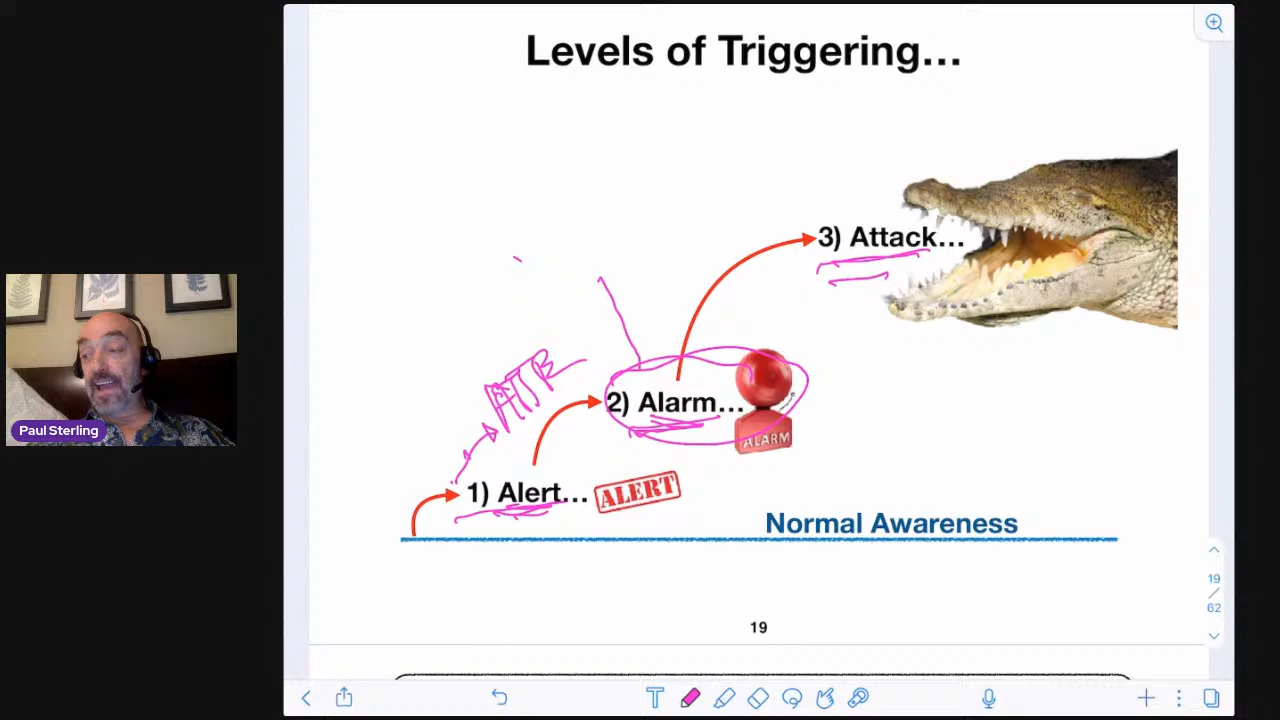 Levels of Triggering...
3) Attack...
2) Alarm...
ALARM
1) Alert...
ALERT
Normal Awareness
19
Paul Sterling
19
/
62
T